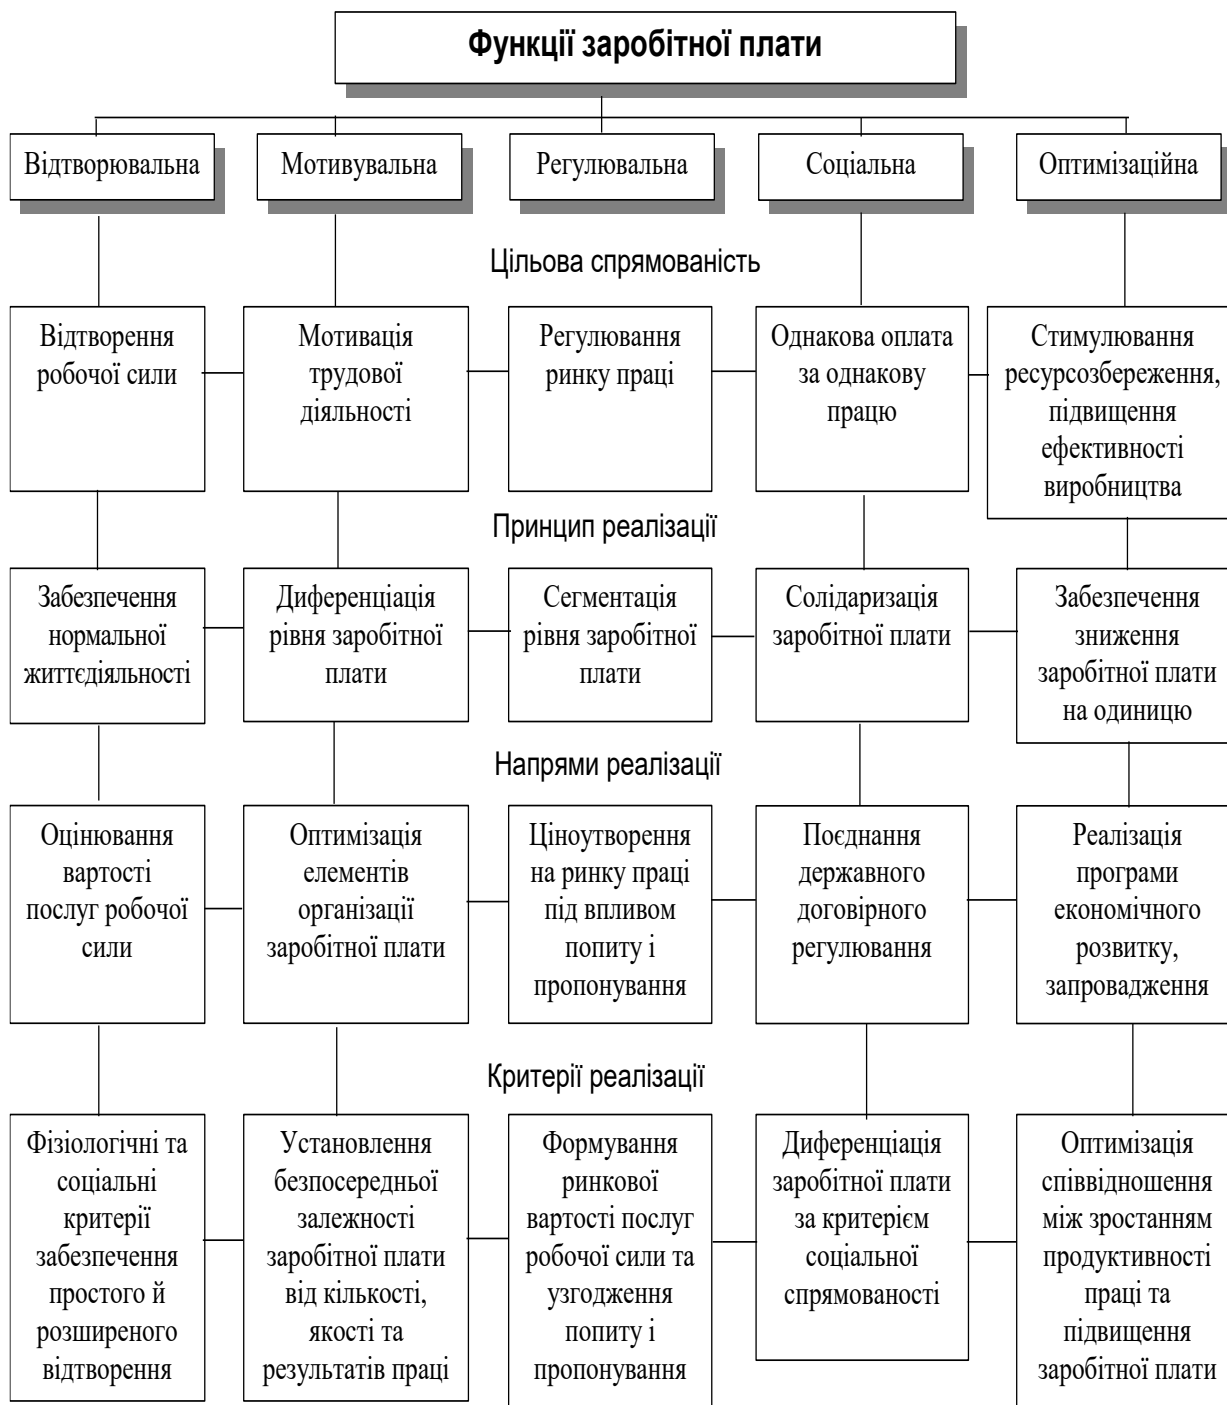 Функції заробітної плати
Відтворювальна
Мотивувальна
Регулювальна
Соціальна
Оптимізаційна
Цільова спрямованість
Відтворення
робочої сили
Мотивація
трудової
діяльності
Регулювання
ринку праці
Однакова оплата
за однакову
працю
Стимулювання
ресурсозбереження,
підвищення
ефективності
виробництва
Принцип реалізації
Забезпечення
нормальної
життєдіяльності
Диференціація
рівня заробітної
плати
Сегментація
рівня заробітної
плати
Солідаризація
заробітної плати
Забезпечення
зниження
заробітної плати
на одиницю
Напрями реалізації
Оцінювання
вартості
послуг робочої
сили
Оптимізація
елементів
організації
заробітної плати
Ціноутворення
на ринку праці
під впливом
попиту і
пропонування
Поєднання
державного
договірного
регулювання
Реалізація
програми
економічного
розвитку,
запровадження
Критерії реалізації
Фізіологічні та
соціальні
критерії
забезпечення
простого й
розширеного
відтворення
Установлення
безпосередньої
залежності
заробітної плати
від кількості,
якості та
результатів праці
Формування
ринкової
вартості послуг
робочої сили та
узгодження
попиту і
пропонування
Диференціація
заробітної плати
за критерієм
соціальної
спрямованості
Оптимізація
співвідношення
між зростанням
продуктивності
праці та
підвищення
заробітної плати